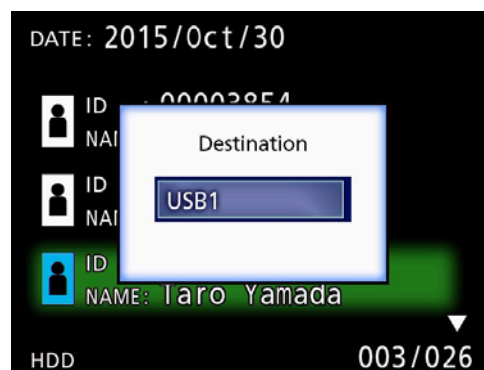 DATE: 2015/Oct/30
ID :
Destination
ID
USB1
ID
NAME: Taro Yamada
HDD 003/026